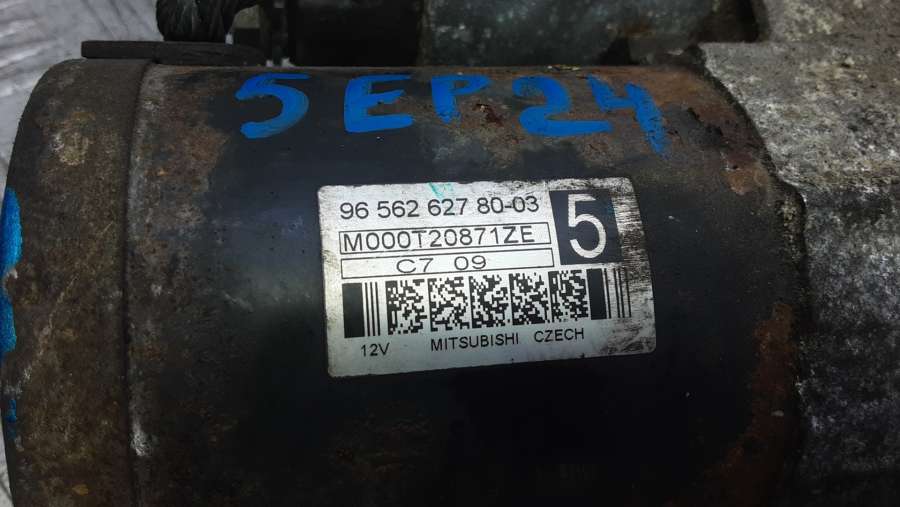 5EP24
96 562 627 80-03
5
M000T20871ZE
C7 09
12V MITSUBISHI CZECH